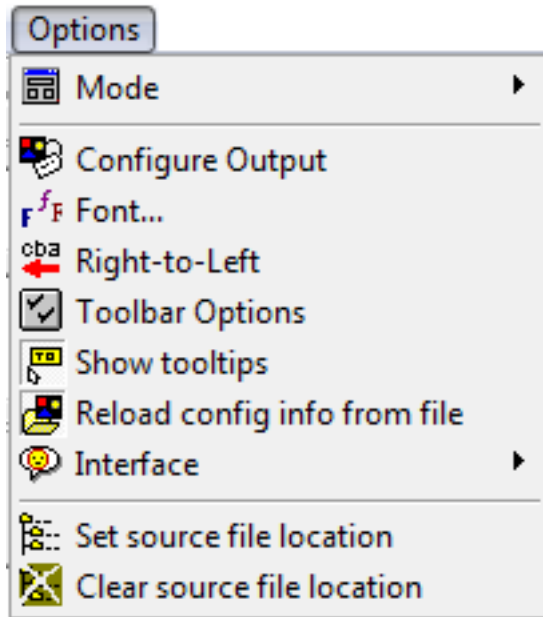 Options
Mode
Configure Output
Font...
Right-to-Left
Toolbar Options
Show tooltips
Reload config info from file
Interface
Set source file location
Clear source file location